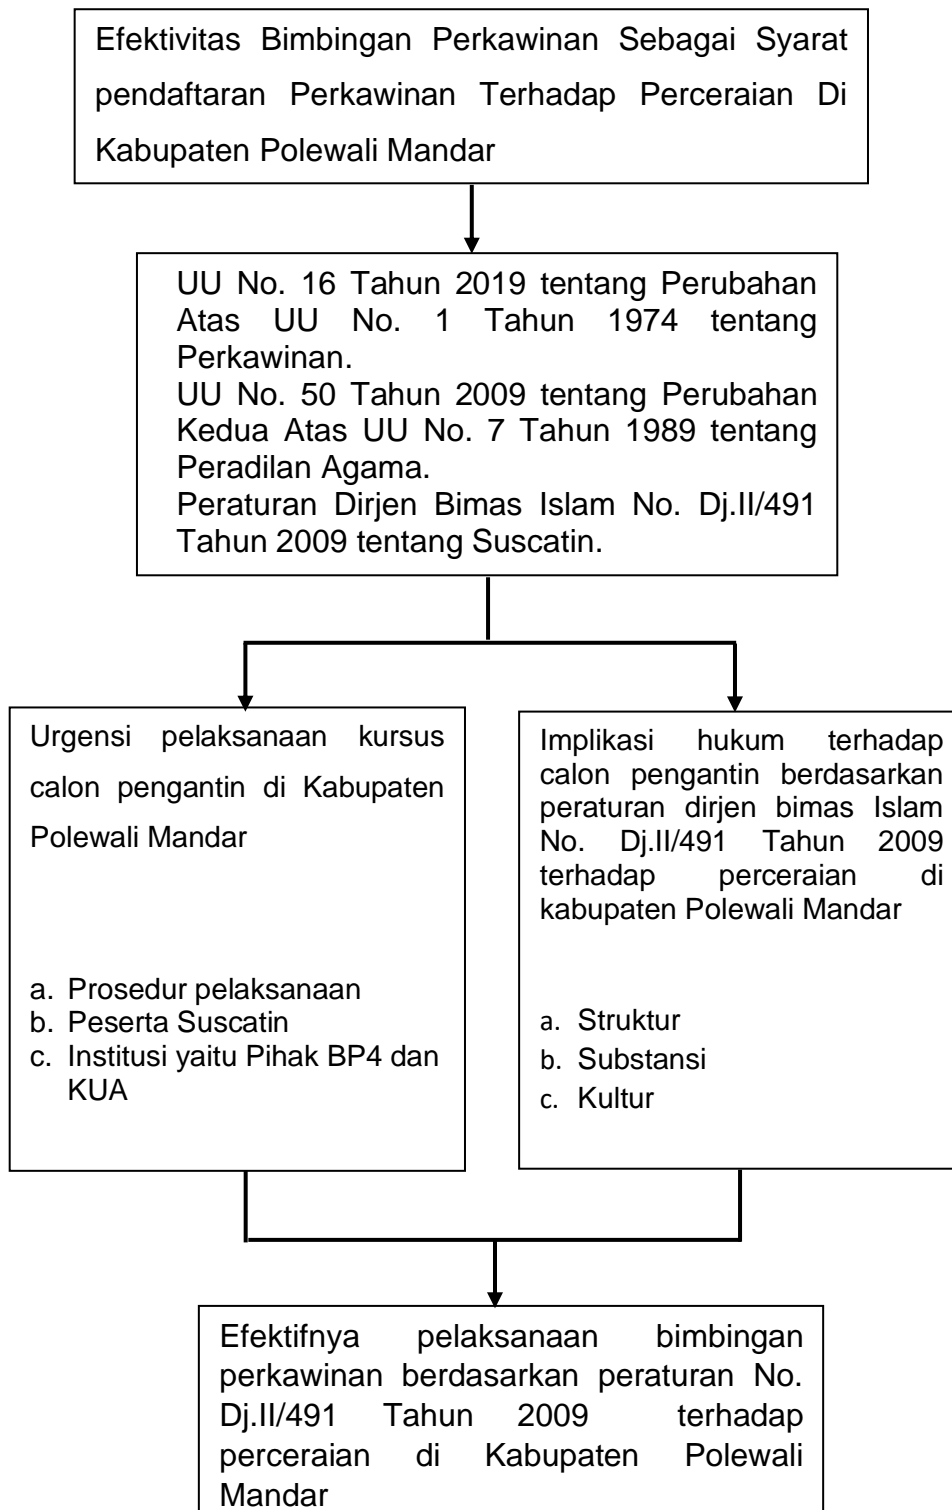 Efektivitas Bimbingan Perkawinan Sebagai Syarat
pendaftaran Perkawinan Terhadap Perceraian Di
Kabupaten Polewali Mandar
UU No. 16 Tahun 2019 tentang Perubahan
Atas UU No. 1 Tahun 1974 tentang
Perkawinan.
UU No. 50 Tahun 2009 tentang Perubahan
Kedua Atas UU No. 7 Tahun 1989 tentang
Peradilan Agama.
Peraturan Dirjen Bimas Islam No. Dj.II/491
Tahun 2009 tentang Suscatin.
Urgensi pelaksanaan kursus
calon pengantin di Kabupaten
Polewali Mandar
a. Prosedur pelaksanaan
b. Peserta Suscatin
c. Institusi yaitu Pihak BP4 dan
KUA
Implikasi hukum terhadap
calon pengantin berdasarkan
peraturan dirjen bimas Islam
No. Dj.II/491 Tahun 2009
terhadap perceraian di
kabupaten Polewali Mandar
a. Struktur
b. Substansi
c. Kultur
Efektifnya pelaksanaan bimbingan
perkawinan berdasarkan peraturan No.
Dj.II/491 Tahun 2009 terhadap
perceraian di Kabupaten Polewali
Mandar